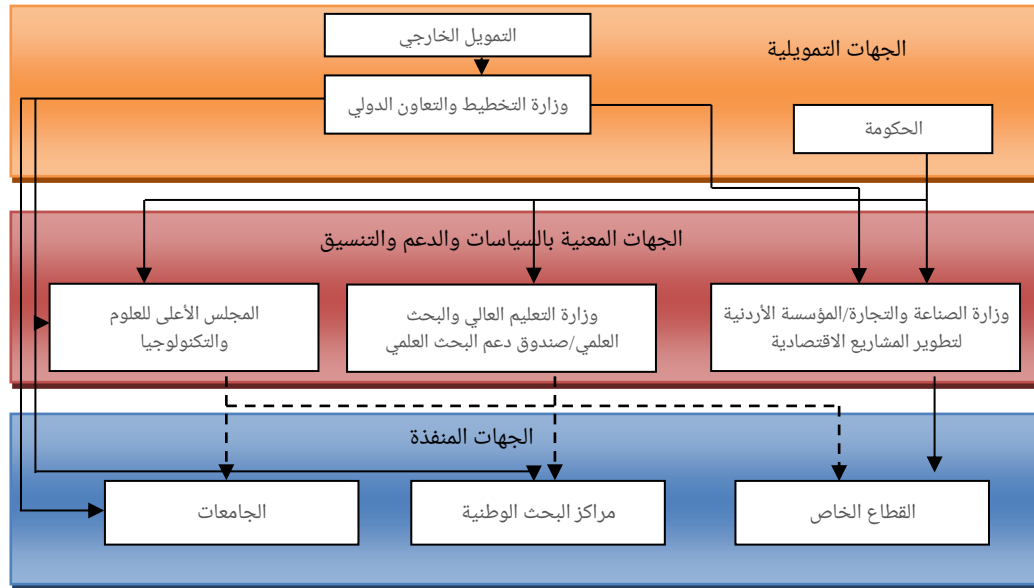 الجهات التمويلية
التمويل الخارجي
وزارة التخطيط والتعاون الدولي
الحكومة
الجهات المعنية بالسياسات والدعم والتنسيق
وزارة الصناعة والتجارة/المؤسسة الأردنية
لتطوير المشاريع الاقتصادية
وزارة التعليم العالي والبحث
العلمي/صندوق دعم البحث العلمي
المجلس الأعلى للعلوم
والتكنولوجيا
الجهات المنفذة
القطاع الخاص
مراكز البحث الوطنية
الجامعات